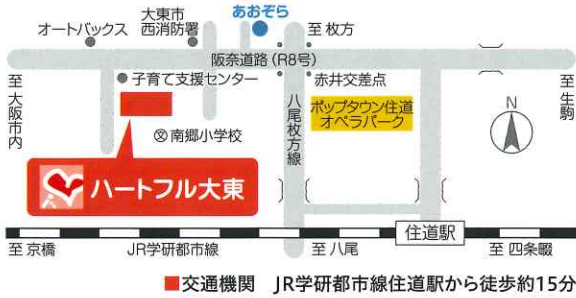 あおぞら
大東市
西消防署
オートバックス
至 枚方
阪奈道路(R8号)
子育て支援センター
赤井交差点
至 大阪市内
至 生駒
八尾枚方線
ポップタウン住道
オペラパーク
N
文 南郷小学校
ハートフル大東
住道駅
至 京橋
JR学研都市線
至 八尾
至 四条畷
■交通機関 JR学研都市線住道駅から徒歩約15分